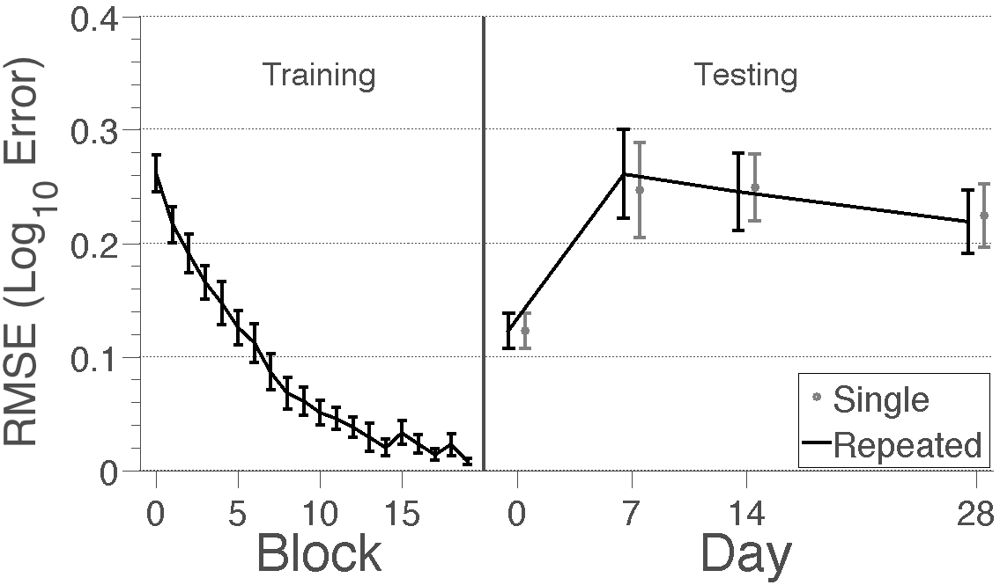 RMSE (Log10 Error)
0.4
0.3
0.2
0.1
0
Training
Testing
Single
Repeated
0 5 10 15
0 7 14 28
Block
Day